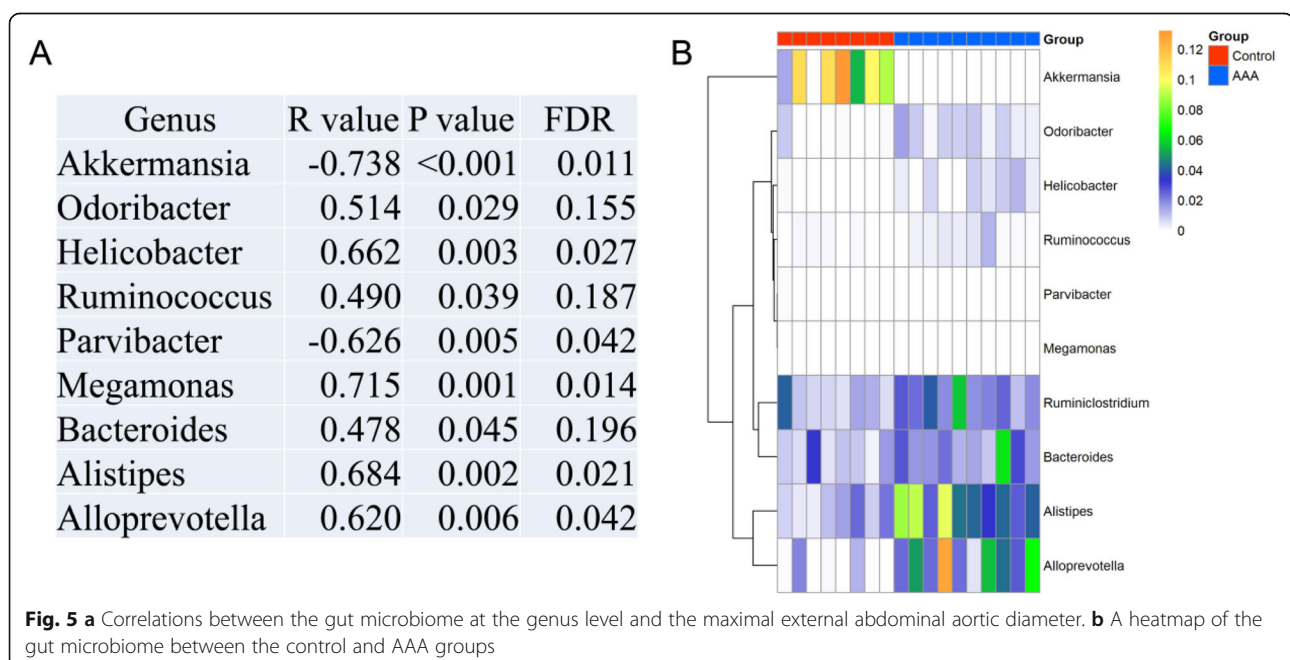 A
Genus R value P value FDR
Akkermansia -0.738 <0.001 0.011
Odoribacter 0.514 0.029 0.155
Helicobacter 0.662 0.003 0.027
Ruminococcus 0.490 0.039 0.187
Parvibacter -0.626 0.005 0.042
Megamonas 0.715 0.001 0.014
Bacteroides 0.478 0.045 0.196
Alistipes 0.684 0.002 0.021
Alloprevotella 0.620 0.006 0.042
B
Group
Akkermansia
Odoribacter
Helicobacter
Ruminococcus
Parvibacter
Megamonas
Ruminiclostridium
Bacteroides
Alistipes
Alloprevotella
0.12
0.1
0.08
0.06
0.04
0.02
0
Group
Control
AAA
Fig. 5 a Correlations between the gut microbiome at the genus level and the maximal external abdominal aortic diameter. b A heatmap of the
gut microbiome between the control and AAA groups